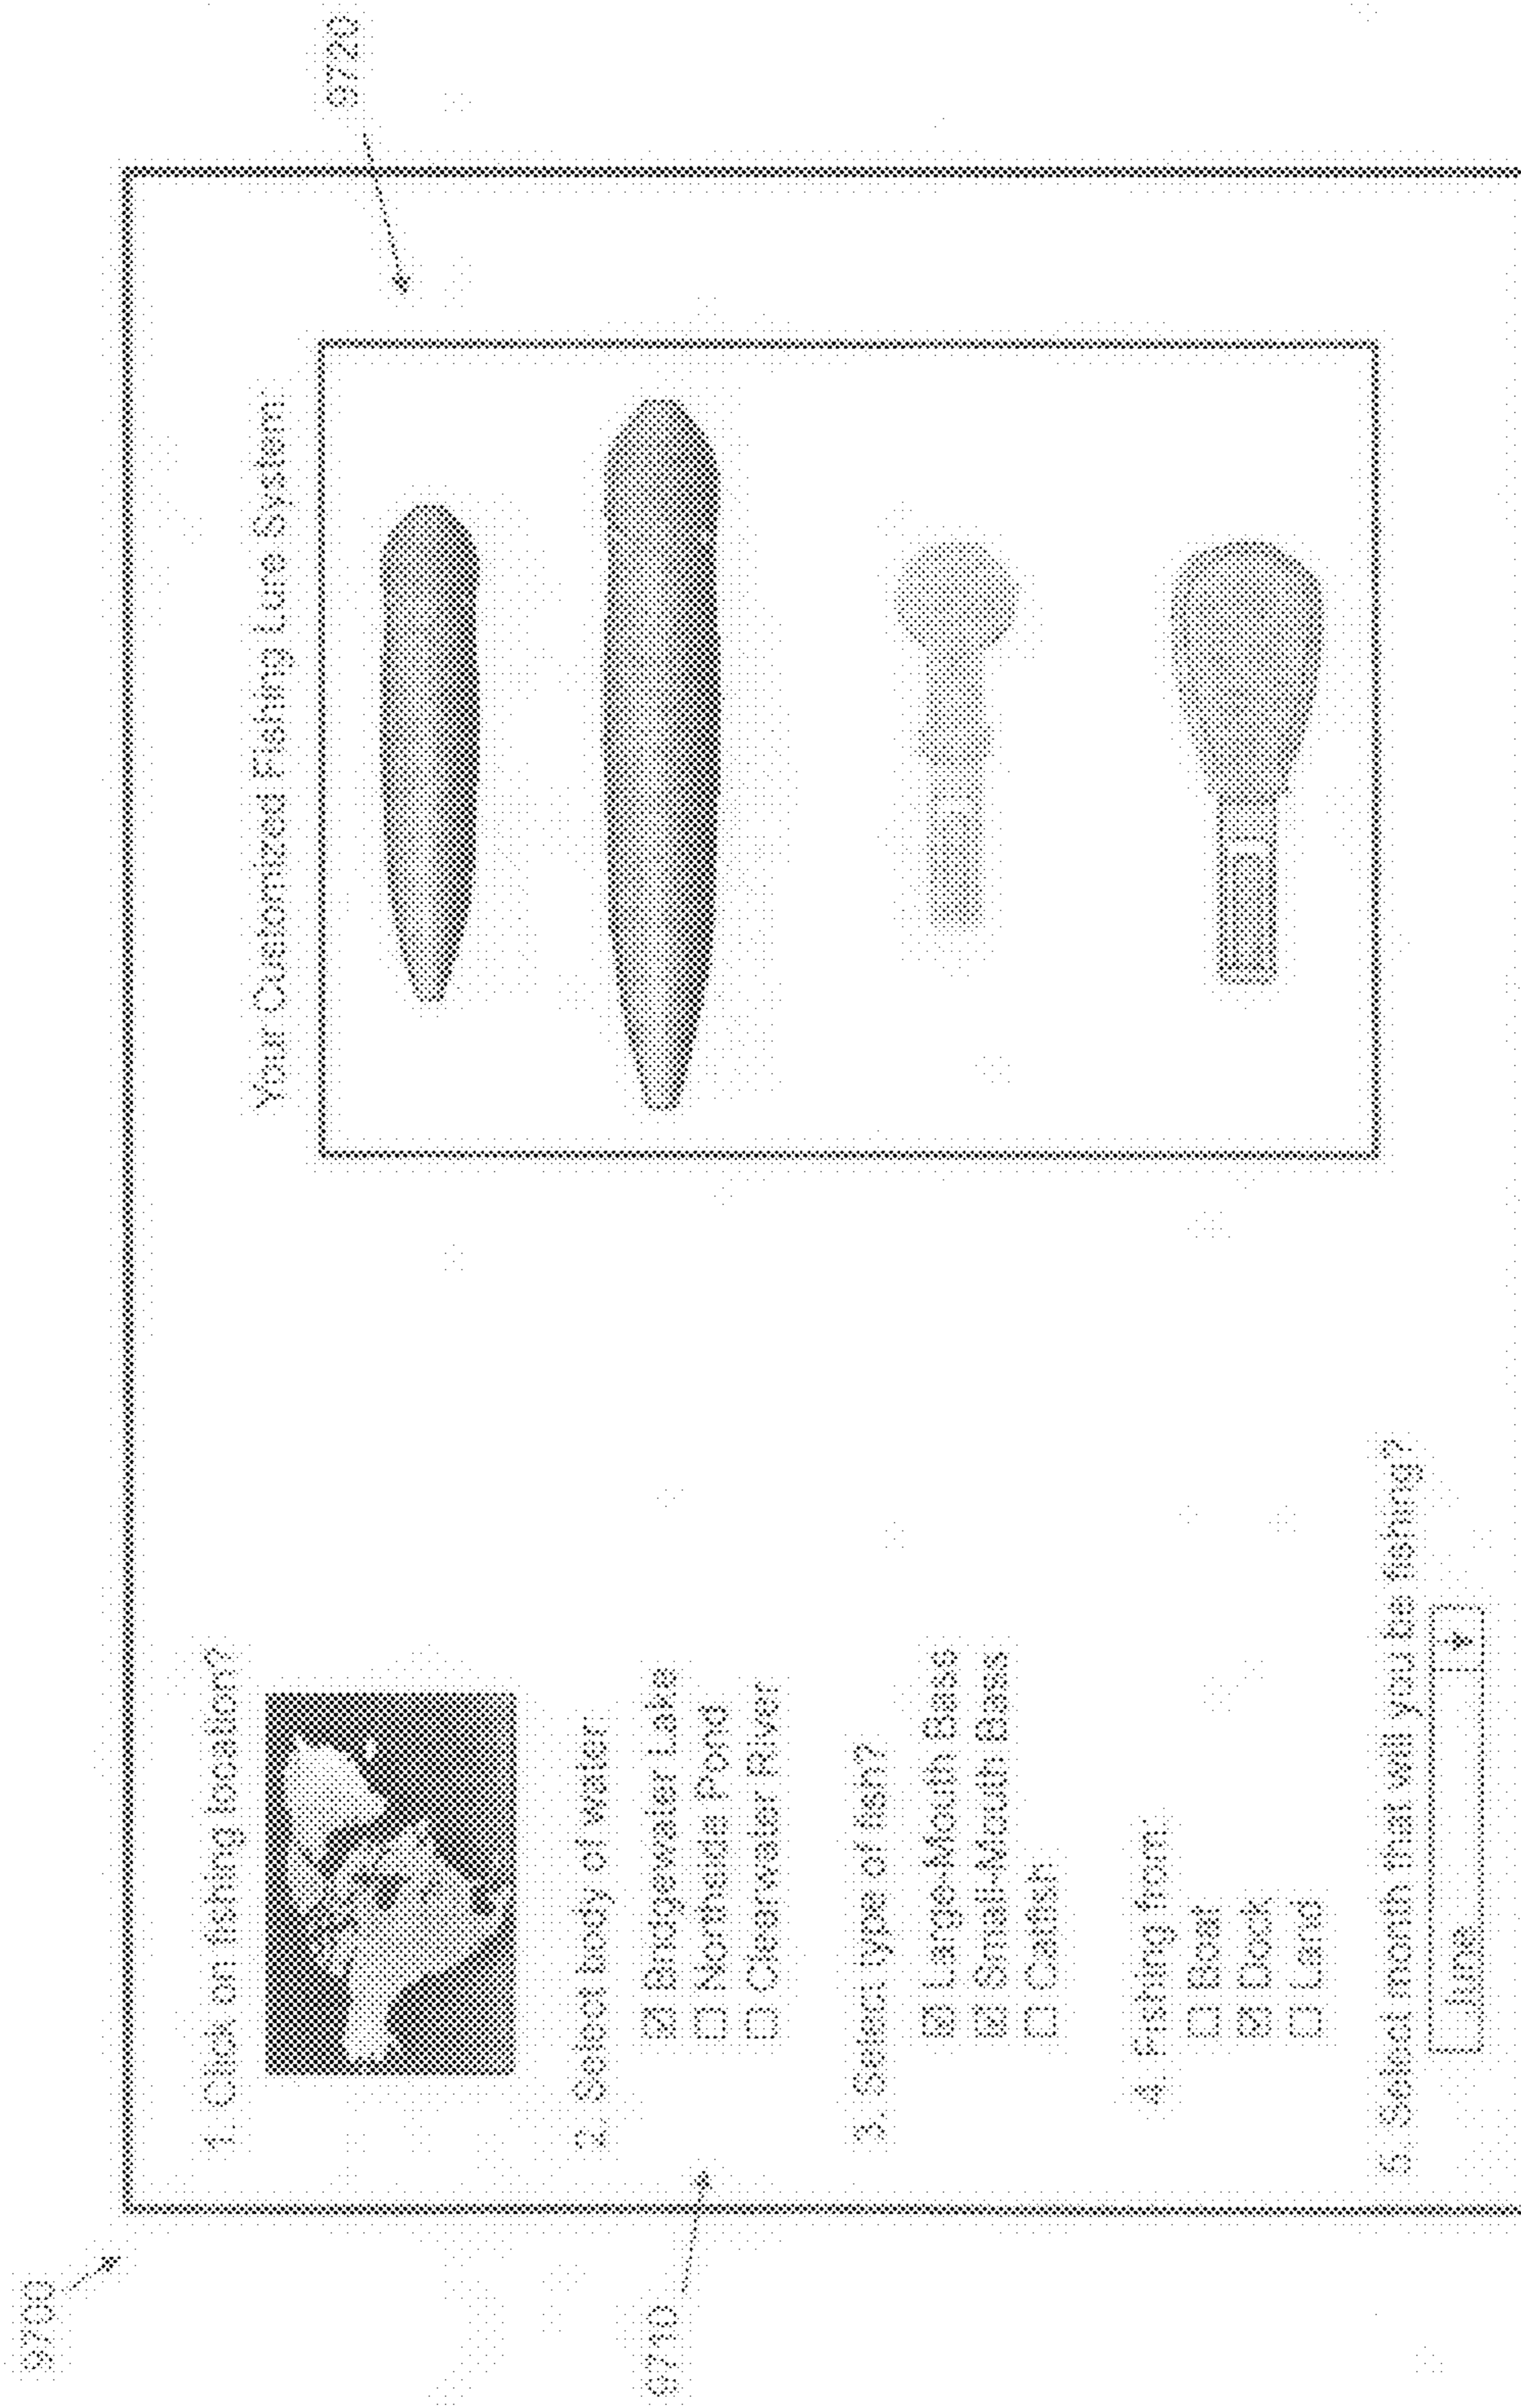 9708
9720
9710
1. Click on fishing location?
2. Select body of water
Bridgewater Lake
Northside Pond
Clearwater River
3. Select type of fish?
Large-Mouth Bass
Small-Mouth Bass
Catfish
4. Fishing from
Boat
Dock
Land
5. Select month that will you be fishing?
June
Your Customized Fishing Lure System